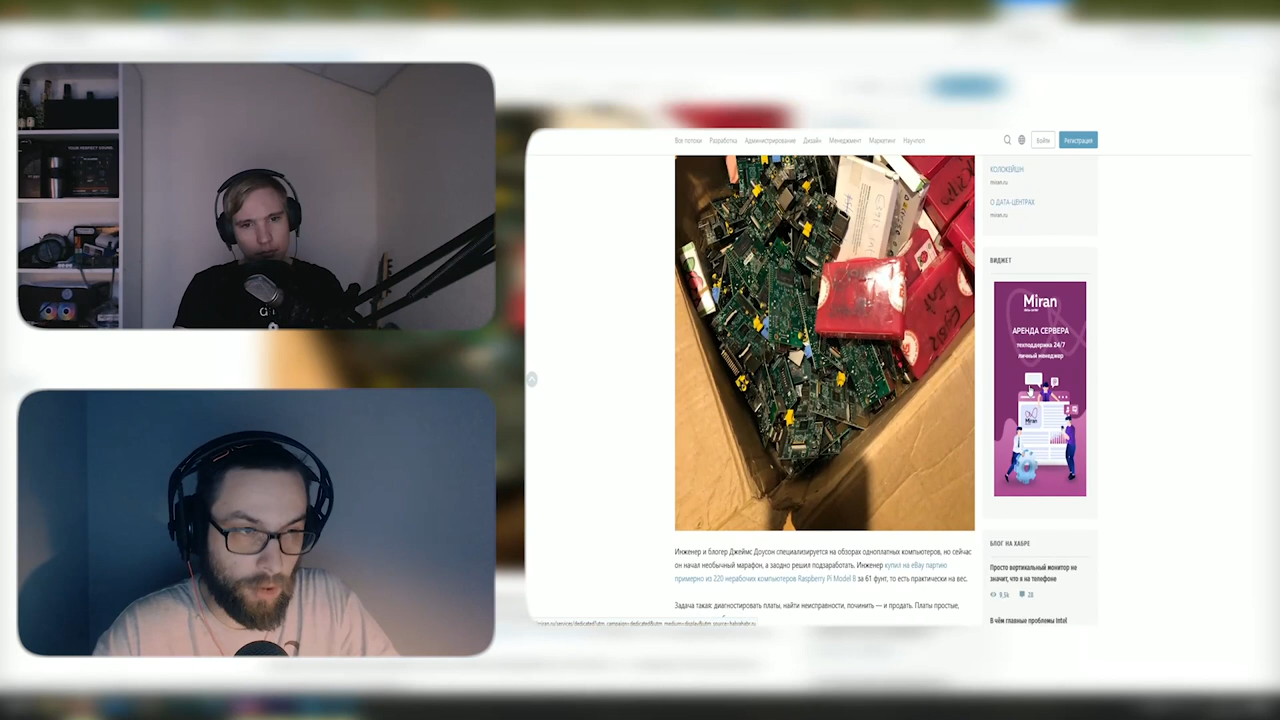 YOUR PERFECT SOUND.
Все потоки Разработка Администрирование Дизайн Менеджмент Маркетинг Научпоп
Войти
Регистрация
КОЛОКЕЙШН
miran.ru
О ДАТА-ЦЕНТРАХ
miran.ru
ВИДЖЕТ
Miran
АРЕНДА СЕРВЕРА
техподдержка 24/7
личный менеджер
Miran
Инженер и блогер Джеймс Доусон специализируется на обзорах одноплатных компьютеров, но сейчас
он начал необычный марафон, а заодно решил подзаработать. Инженер купил на eBay партию
примерно из 220 нерабочих компьютеров Raspberry Pi Model B за 61 фунт, то есть практически на вес.
Задача такая: диагностировать платы, найти неисправности, починить — и продать. Платы простые,
БЛОГ НА ХАБРЕ
Просто вертикальный монитор не
значит, что я на телефоне
9,5k 28
В чём главные проблемы Intel